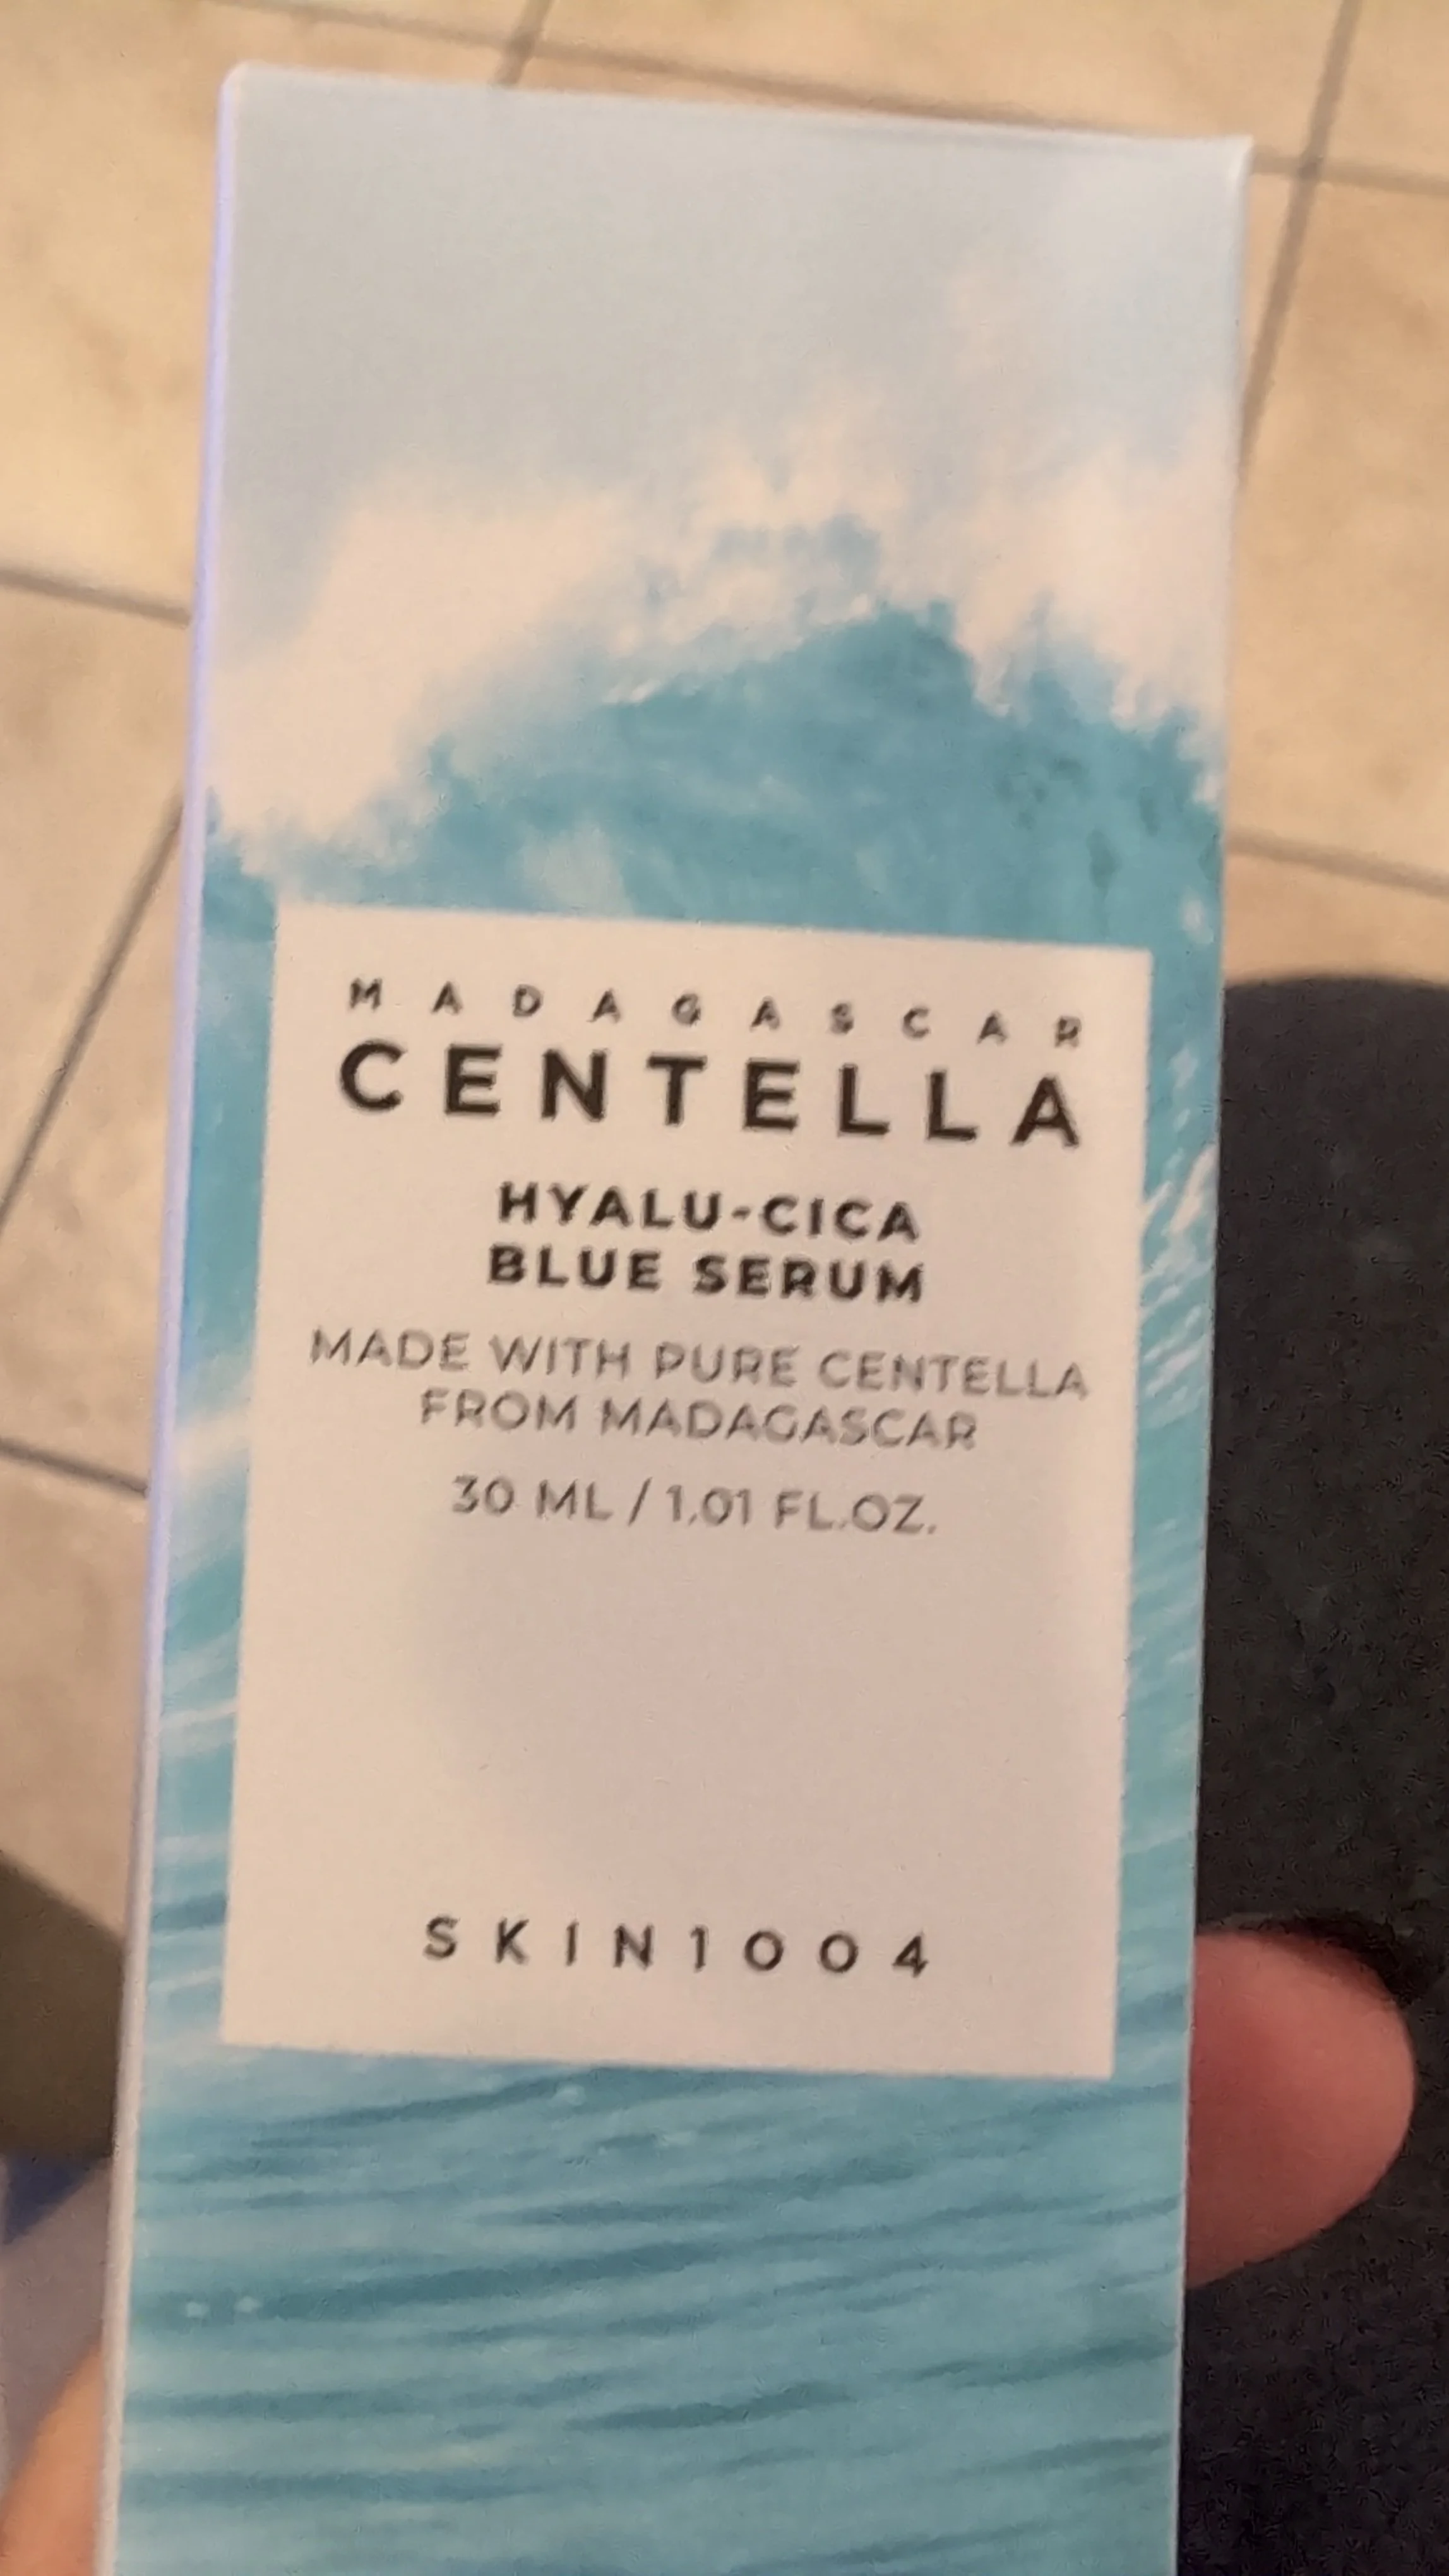 MADAGASCAR
CENTELLA
HYALU-CICA
BLUE SERUM
MADE WITH PURE CENTELLA
FROM MADAGASCAR
30 ML / 1.01 FL.OZ.
SKIN1004